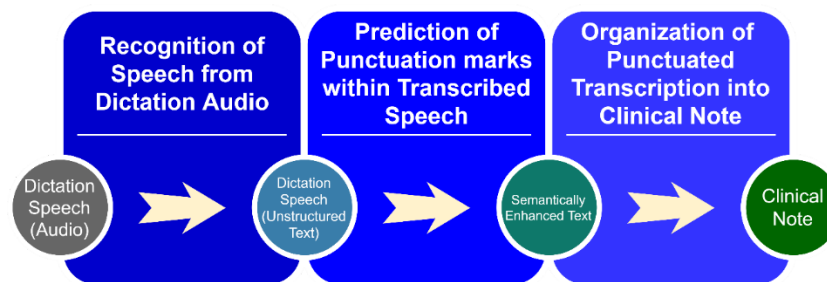 Recognition of
Speech from
Dictation Audio
Prediction of
Punctuation marks
within Transcribed
Speech
Organization of
Punctuated
Transcription into
Clinical Note
Dictation
Speech
(Audio)
Dictation
Speech
(Unstructured
Text)
Semantically
Enhanced Text
Clinical
Note